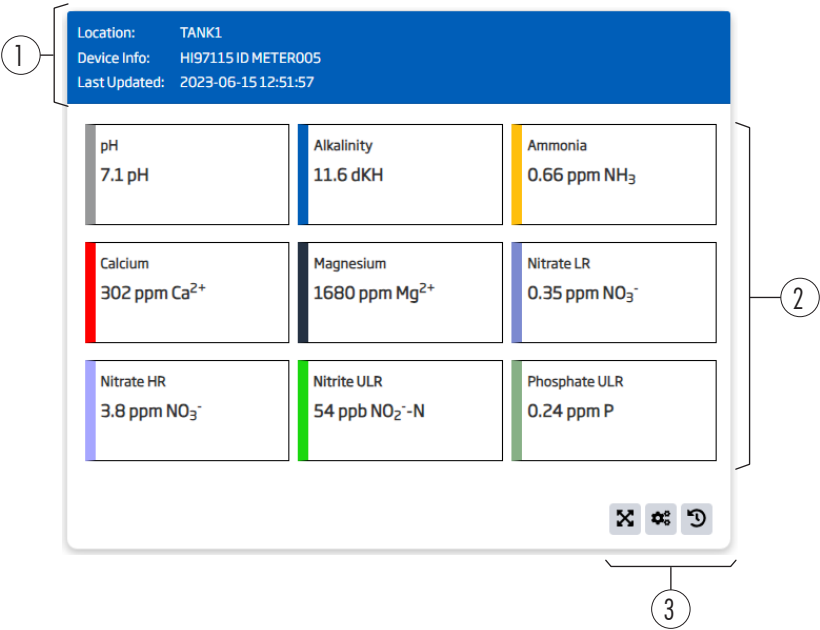 Location: TANK1
Device Info: HI97115 ID METER005
Last Updated: 2023-06-15 12:51:57
1
pH
7.1 pH
Alkalinity
11.6 dKH
Ammonia
0.66 ppm NH₃
Calcium
302 ppm Ca²⁺
Magnesium
1680 ppm Mg²⁺
Nitrate LR
0.35 ppm NO₃⁻
2
Nitrate HR
3.8 ppm NO₃⁻
Nitrite ULR
54 ppb NO₂⁻-N
Phosphate ULR
0.24 ppm P
3